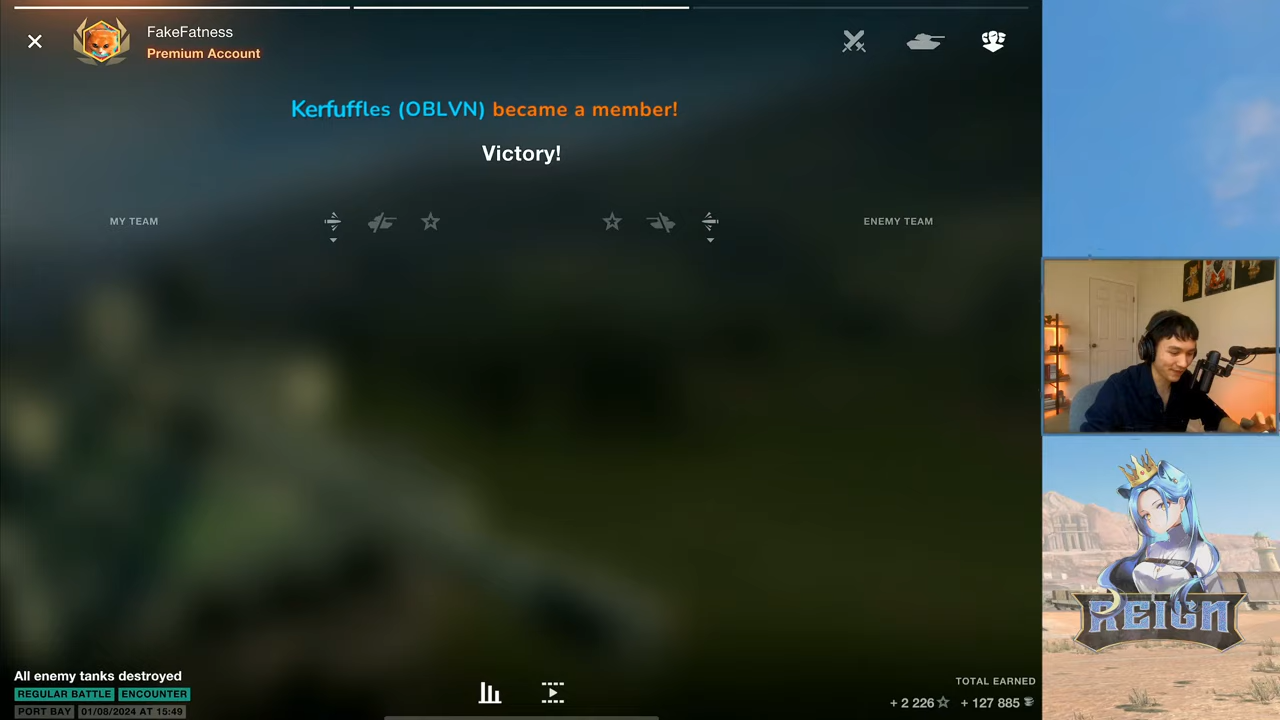 FakeFatness
Premium Account
Kerfuffles (OBLVN) became a member!
Victory!
MY TEAM
ENEMY TEAM
All enemy tanks destroyed
REGULAR BATTLE ENCOUNTER
PORT BAY 01/08/2024 AT 15:49
TOTAL EARNED
+ 2 226 + 127 885
REIGN